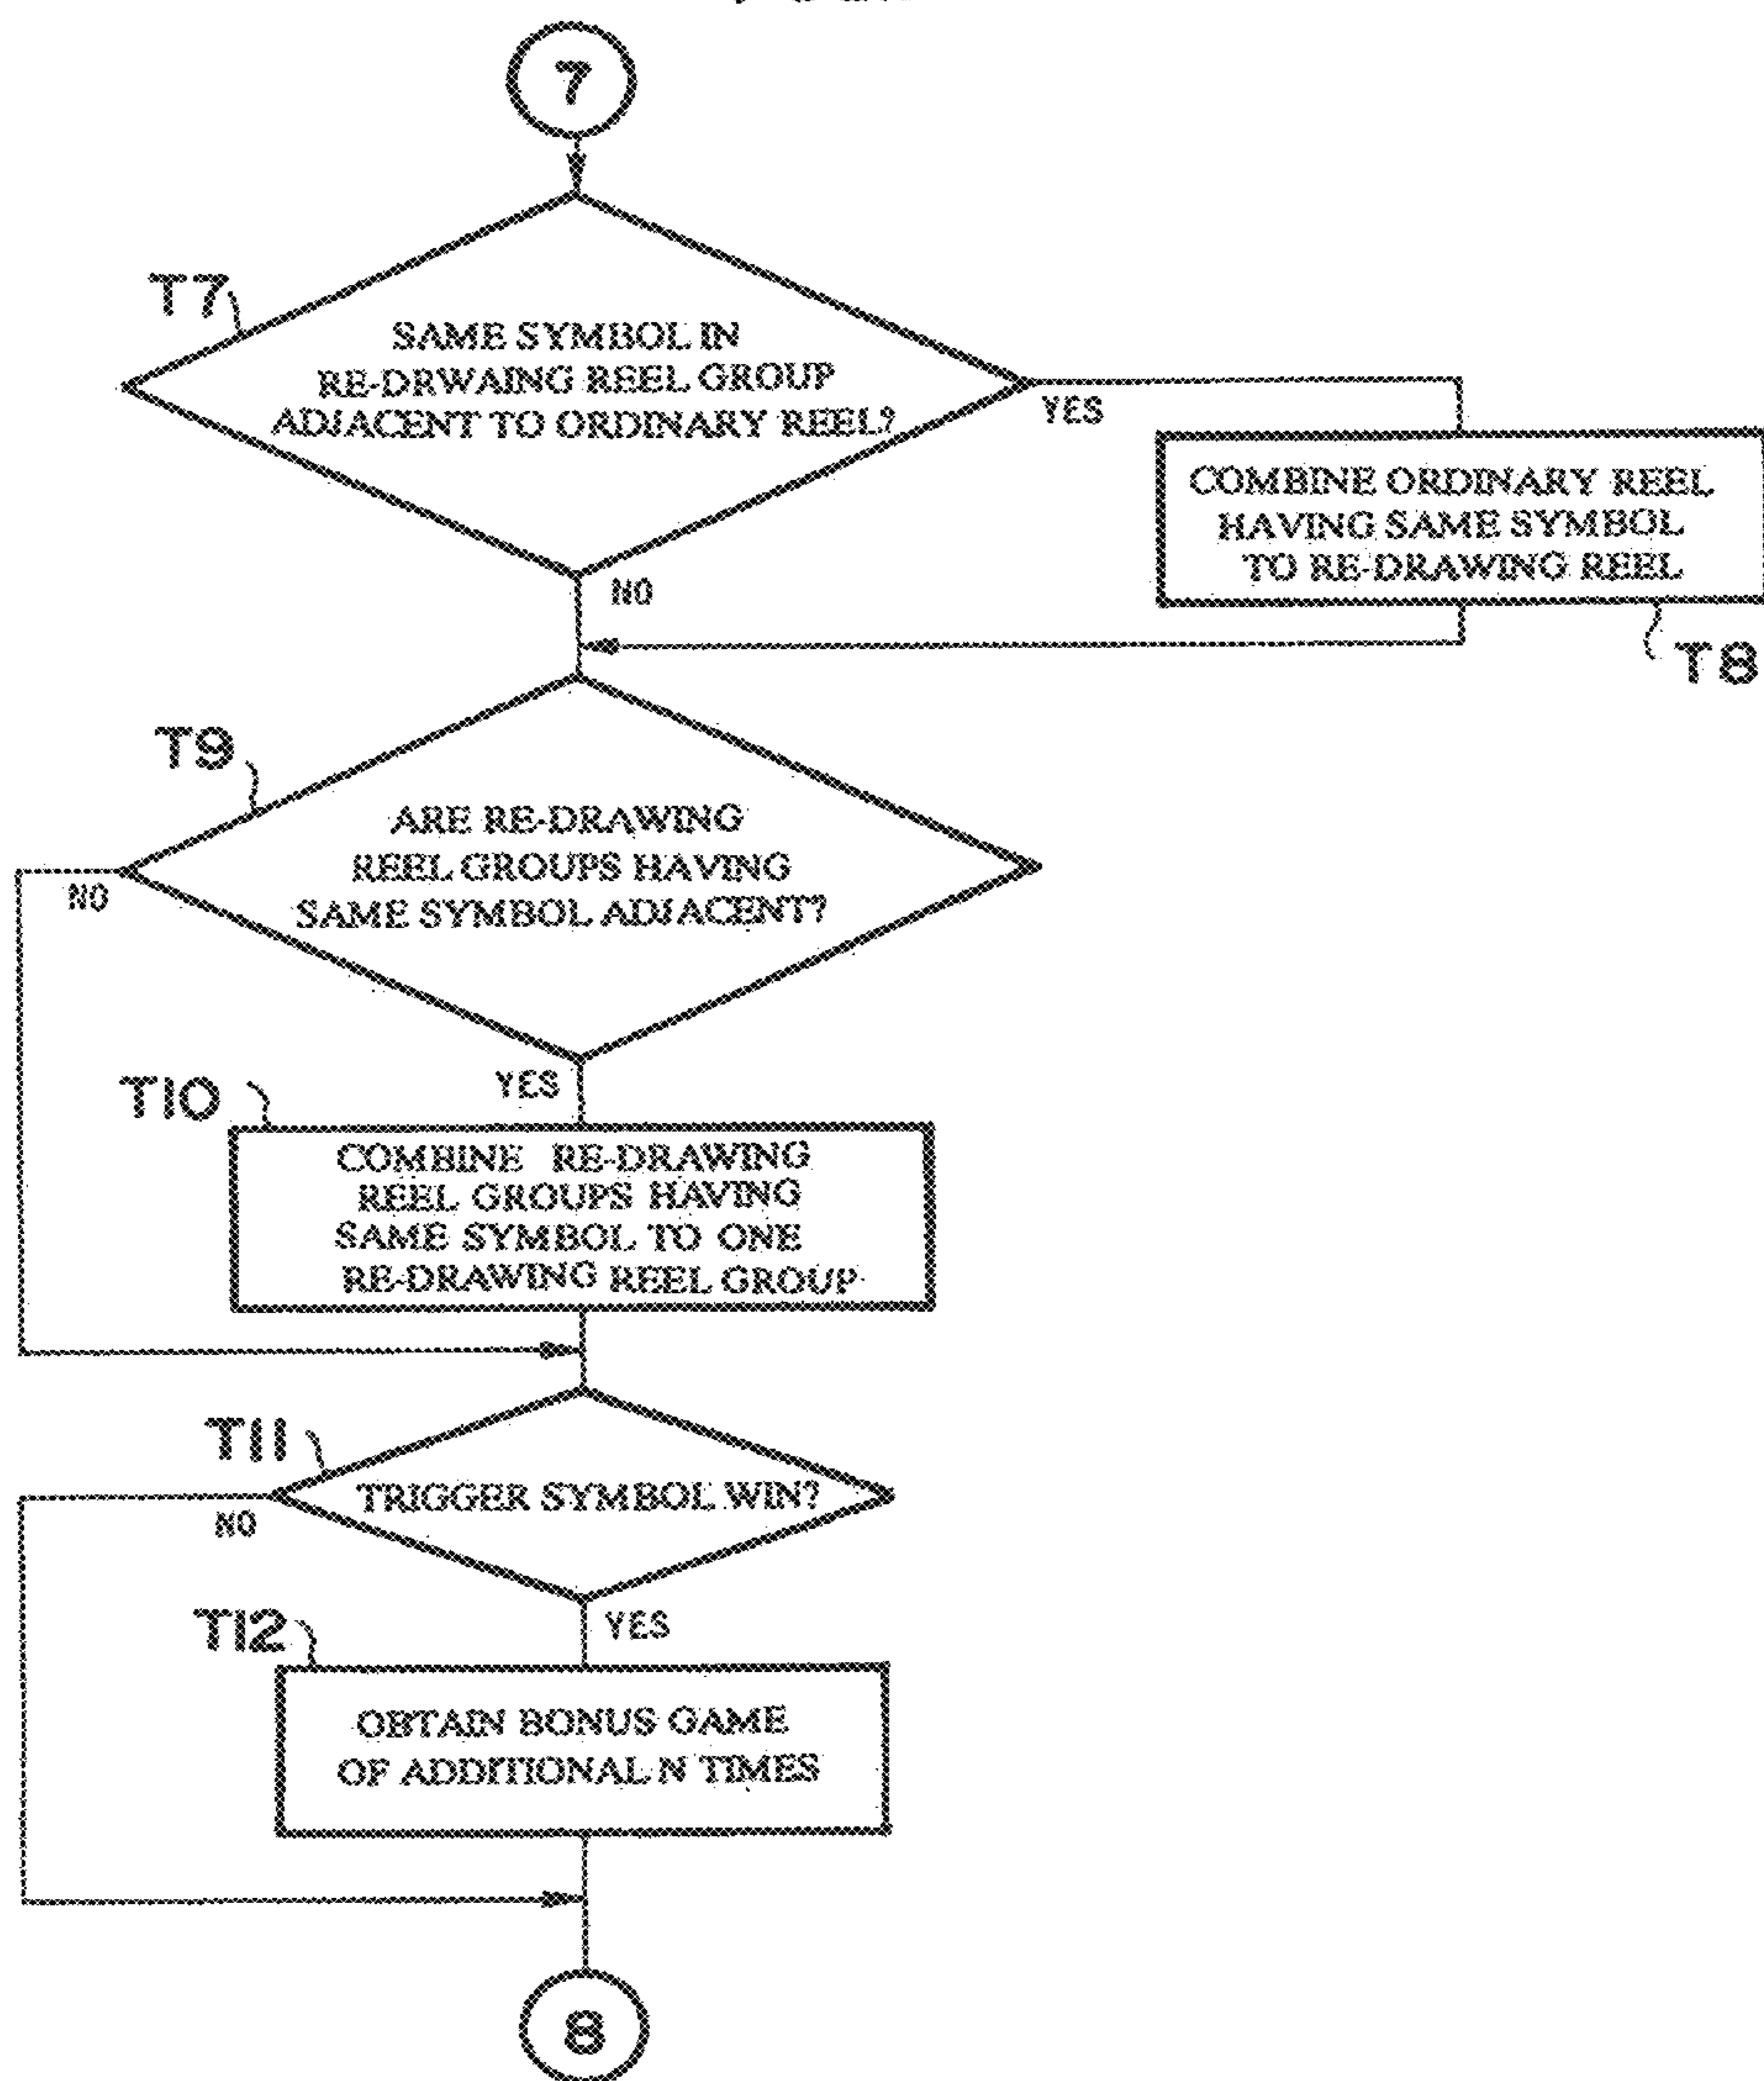 7
T7
SAME SYMBOL IN
RE-DRWAING REEL GROUP
ADJACENT TO ORDINARY REEL?
YES
COMBINE ORDINARY REEL
HAVING SAME SYMBOL
TO RE-DRAWING REEL
NO
T8
T9
ARE RE-DRAWING
REEL GROUPS HAVING
SAME SYMBOL ADJACENT?
NO
YES
T10
COMBINE RE-DRAWING
REEL GROUPS HAVING
SAME SYMBOL TO ONE
RE-DRAWING REEL GROUP
T11
TRIGGER SYMBOL WIN?
NO
YES
T12
OBTAIN BONUS GAME
OF ADDITIONAL N TIMES
8